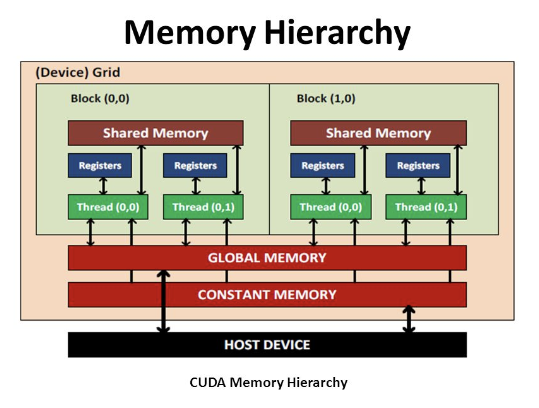 Memory Hierarchy
(Device) Grid
Block (0,0)
Shared Memory
Registers
Registers
Thread (0,0)
Thread (0,1)
Block (1,0)
Shared Memory
Registers
Registers
Thread (0,0)
Thread (0,1)
GLOBAL MEMORY
CONSTANT MEMORY
HOST DEVICE
CUDA Memory Hierarchy